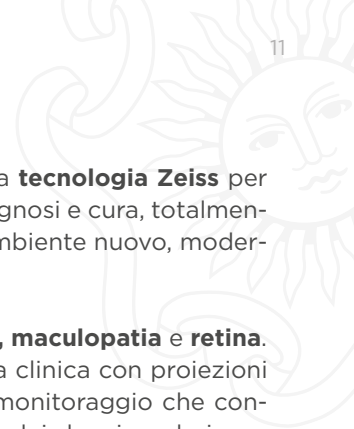 11
a tecnologia Zeiss per
gnosi e cura, totalmen-
mbiente nuovo, moder-
, maculopatia e retina.
a clinica con proiezioni
monitoraggio che con-